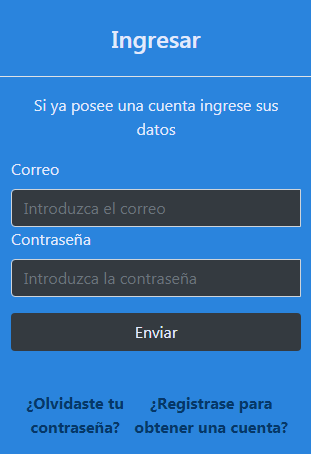 Ingresar
Si ya posee una cuenta ingrese sus
datos
Correo
Introduzca el correo
Contraseña
Introduzca la contraseña
Enviar
¿Olvidaste tu
contraseña?
¿Registrase para
obtener una cuenta?